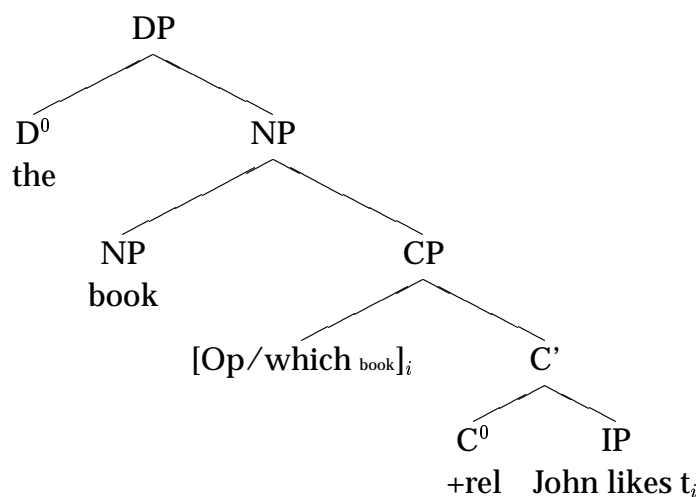 DP
D⁰ NP
the
NP CP
book
[Op/which book]ᵢ C'
C⁰ IP
+rel John likes tᵢ